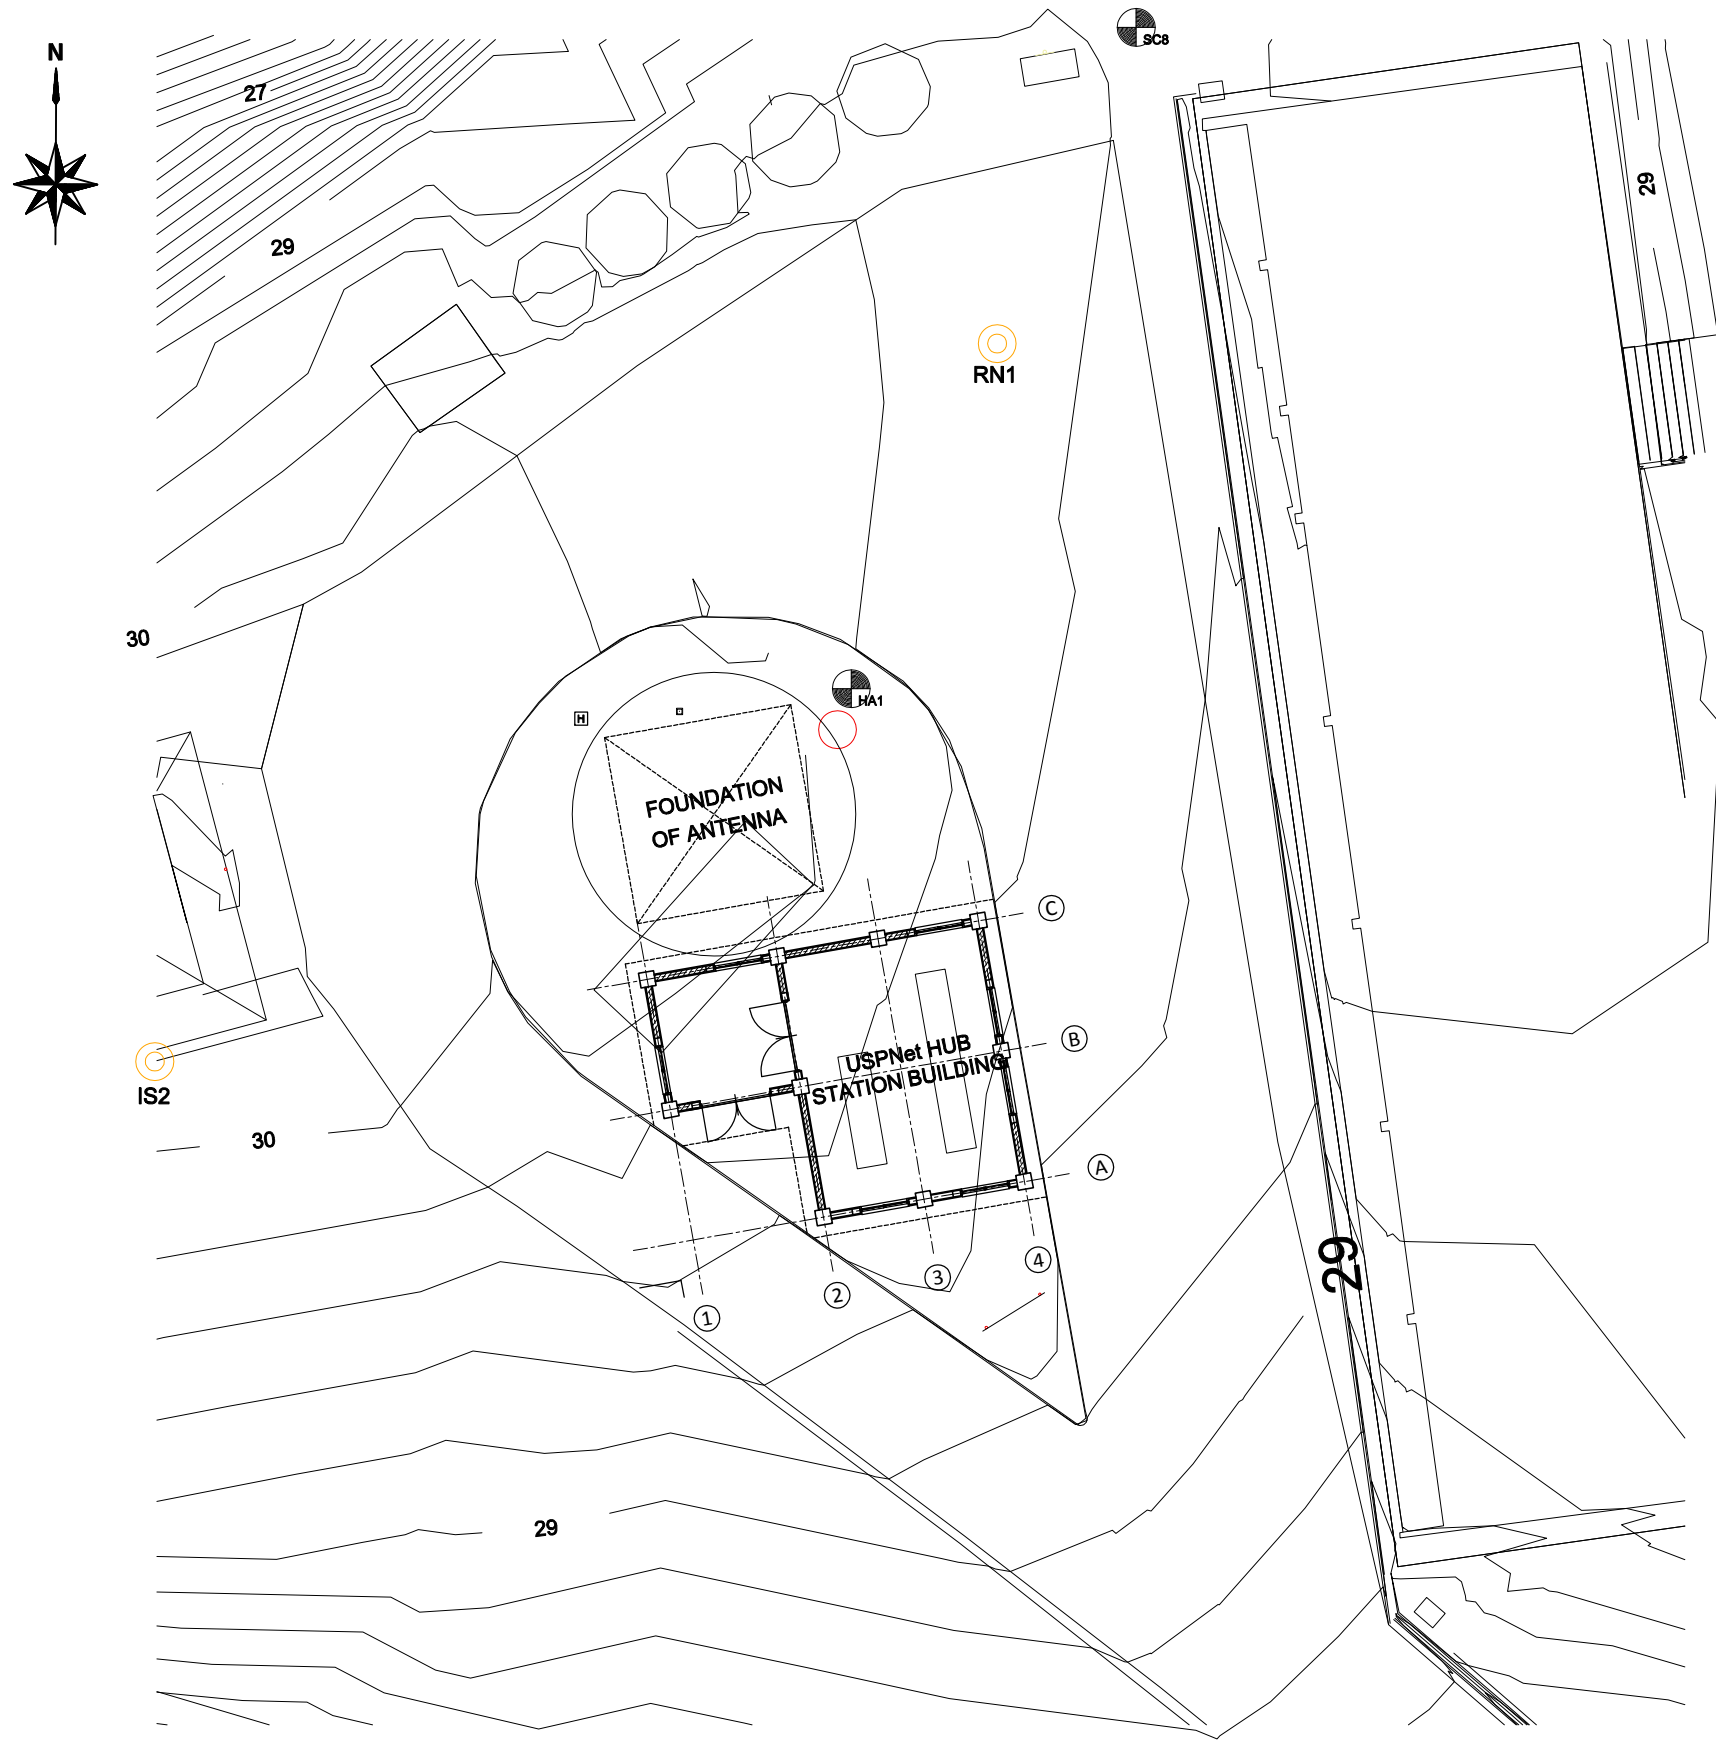 SC8
N
27
29
29
RN1
30
H
HA1
FOUNDATION
OF ANTENNA
C
B
USPNet HUB
STATION BUILDING
IS2
30
A
29
4
3
2
1
29